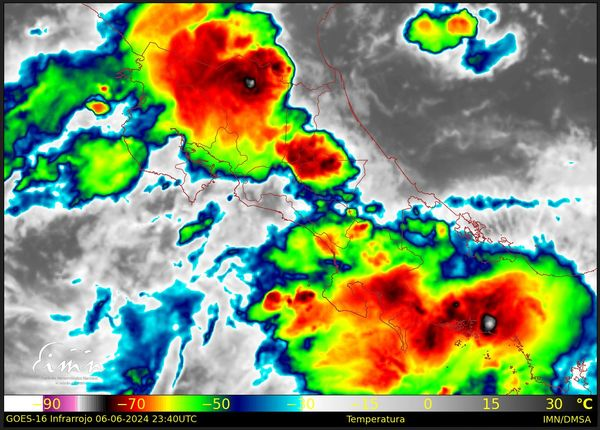 imn
−90 −70 −50 −30 −15 0 15 30 °C
GOES-16 Infrarrojo 06-06-2024 23:40UTC Temperatura IMN/DMSA